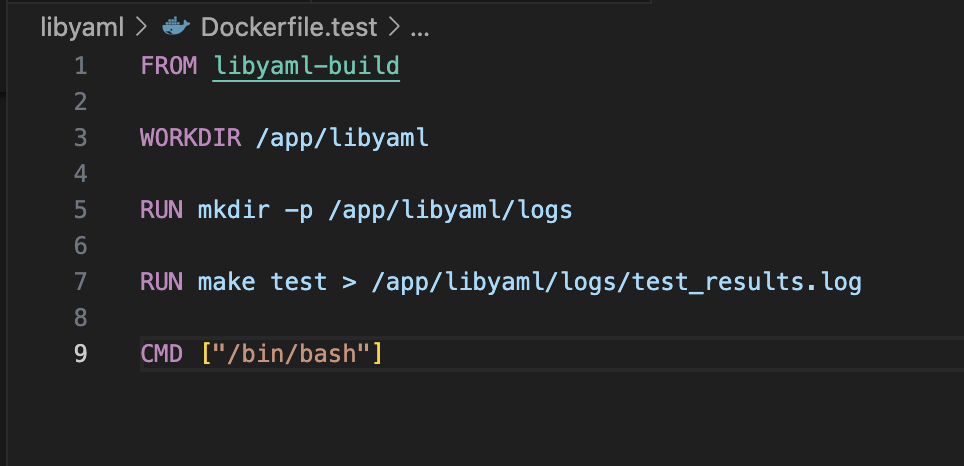 libyaml > Dockerfile.test > ...
1 FROM libyaml-build
2
3 WORKDIR /app/libyaml
4
5 RUN mkdir -p /app/libyaml/logs
6
7 RUN make test > /app/libyaml/logs/test_results.log
8
9 CMD ["/bin/bash"]